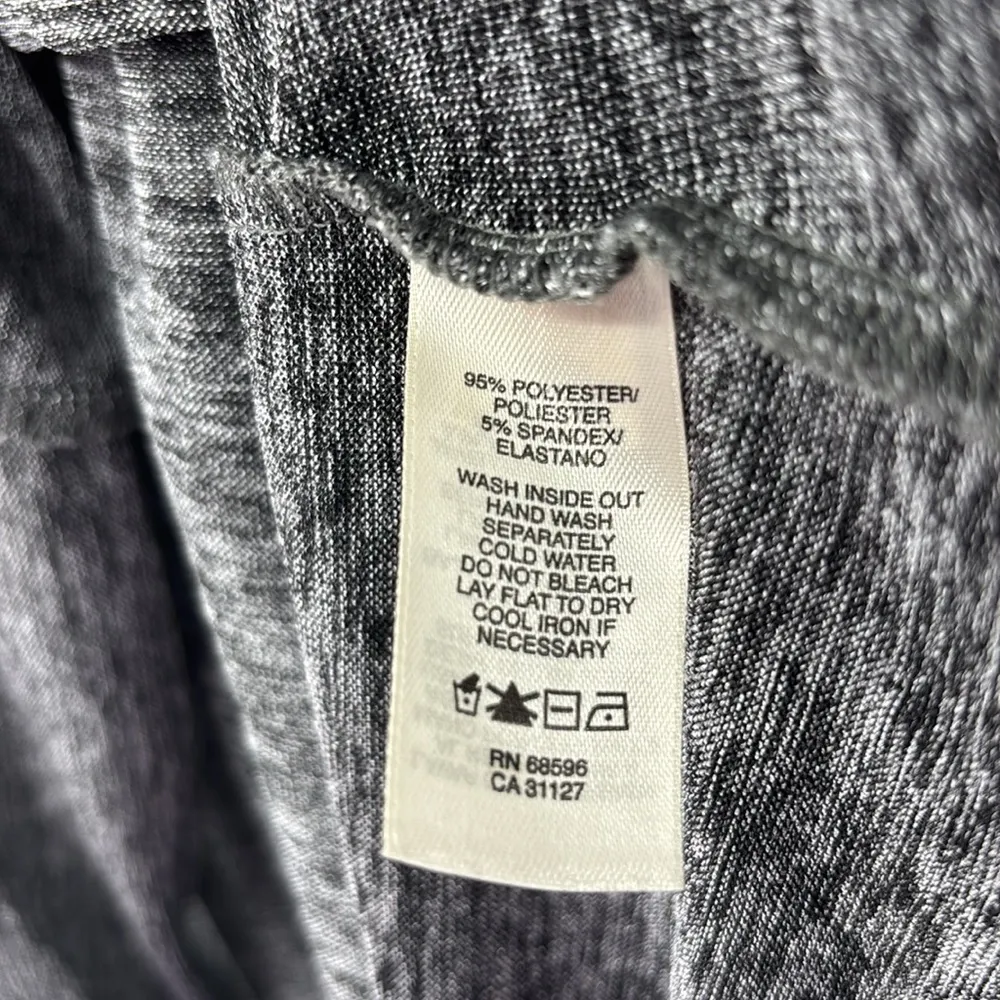 95% POLYESTER/
POLIESTER
5% SPANDEX/
ELASTANO
WASH INSIDE OUT
HAND WASH
SEPARATELY
COLD WATER
DO NOT BLEACH
LAY FLAT TO DRY
COOL IRON IF
NECESSARY
RN 68596
CA 31127